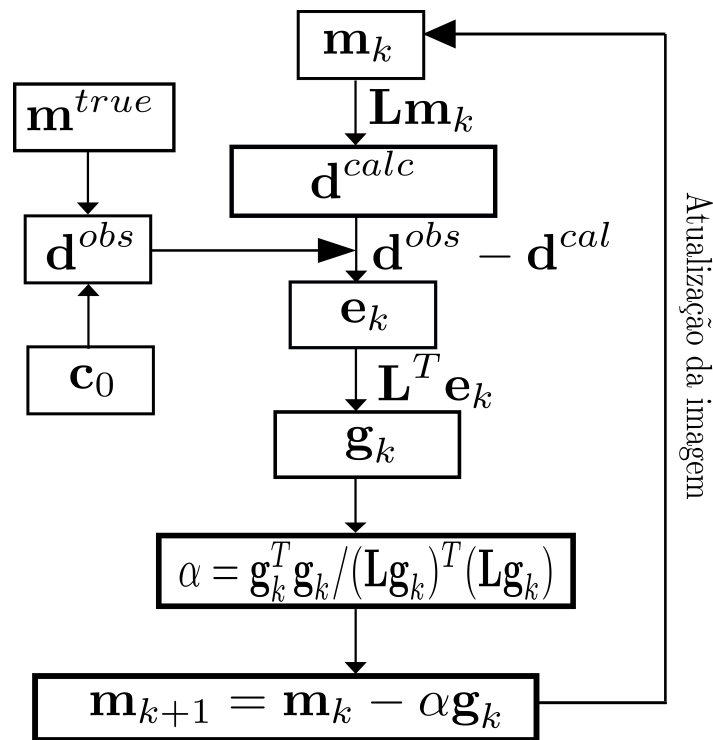 m_k
Lm_k
m^{true}
d^{calc}
d^{obs}
d^{obs} − d^{cal}
e_k
c_0
L^T e_k
g_k
α = g_k^T g_k/(Lg_k)^T(Lg_k)
m_{k+1} = m_k − αg_k
Atualização da imagem